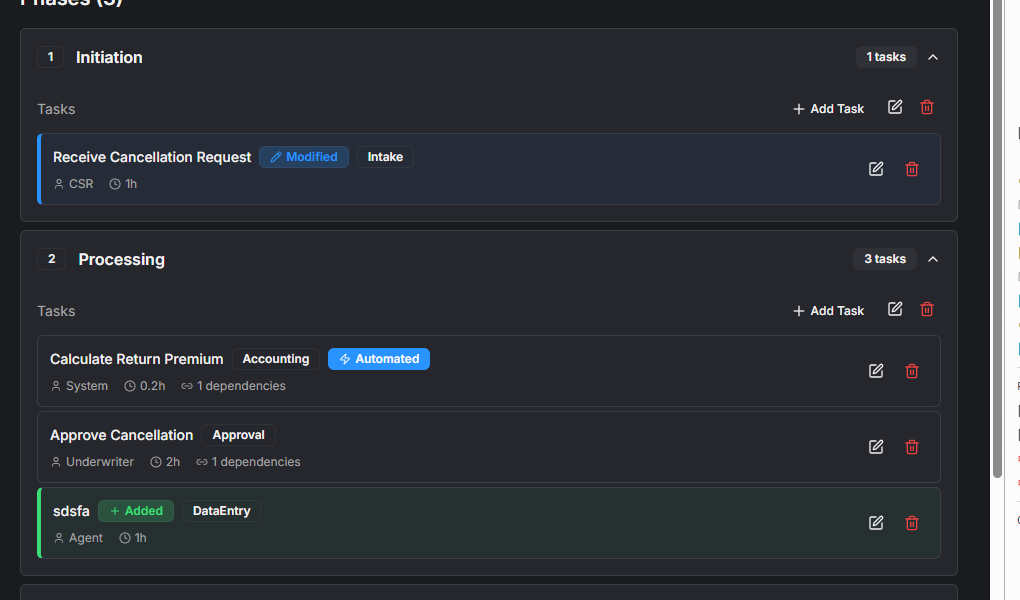 Phases (3)
1 Initiation 1 tasks
Tasks + Add Task
Receive Cancellation Request Modified Intake
CSR 1h
2 Processing 3 tasks
Tasks + Add Task
Calculate Return Premium Accounting Automated
System 0.2h 1 dependencies
Approve Cancellation Approval
Underwriter 2h 1 dependencies
sdsfa + Added DataEntry
Agent 1h